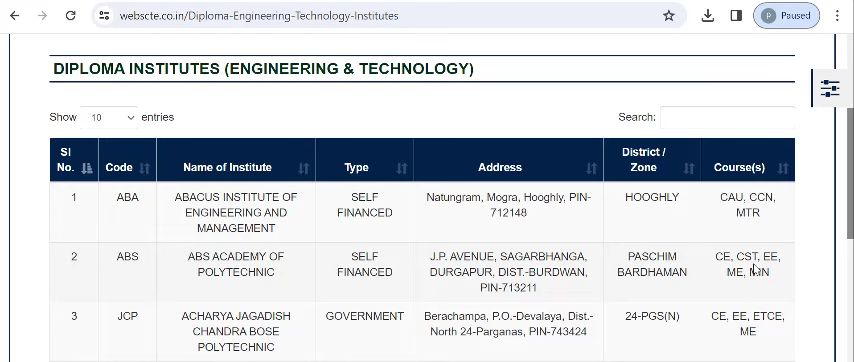 webscte.co.in/Diploma-Engineering-Technology-Institutes
P Paused
DIPLOMA INSTITUTES (ENGINEERING & TECHNOLOGY)
Show 10 entries Search:
Sl No. Code Name of Institute Type Address District / Zone Course(s)
1 ABA ABACUS INSTITUTE OF SELF Natungram, Mogra, Hooghly, PIN- HOOGHLY CAU, CCN,
ENGINEERING AND FINANCED 712148 MTR
MANAGEMENT
2 ABS ABS ACADEMY OF SELF J.P. AVENUE, SAGARBHANGA, PASCHIM CE, CST, EE,
POLYTECHNIC FINANCED DURGAPUR, DIST.-BURDWAN, BARDHAMAN ME,
PIN-713211
3 JCP ACHARYA JAGADISH GOVERNMENT Berachampa, P.O.-Devalaya, Dist.- 24-PGS(N) CE, EE, ETCE,
CHANDRA BOSE North 24-Parganas, PIN-743424 ME
POLYTECHNIC